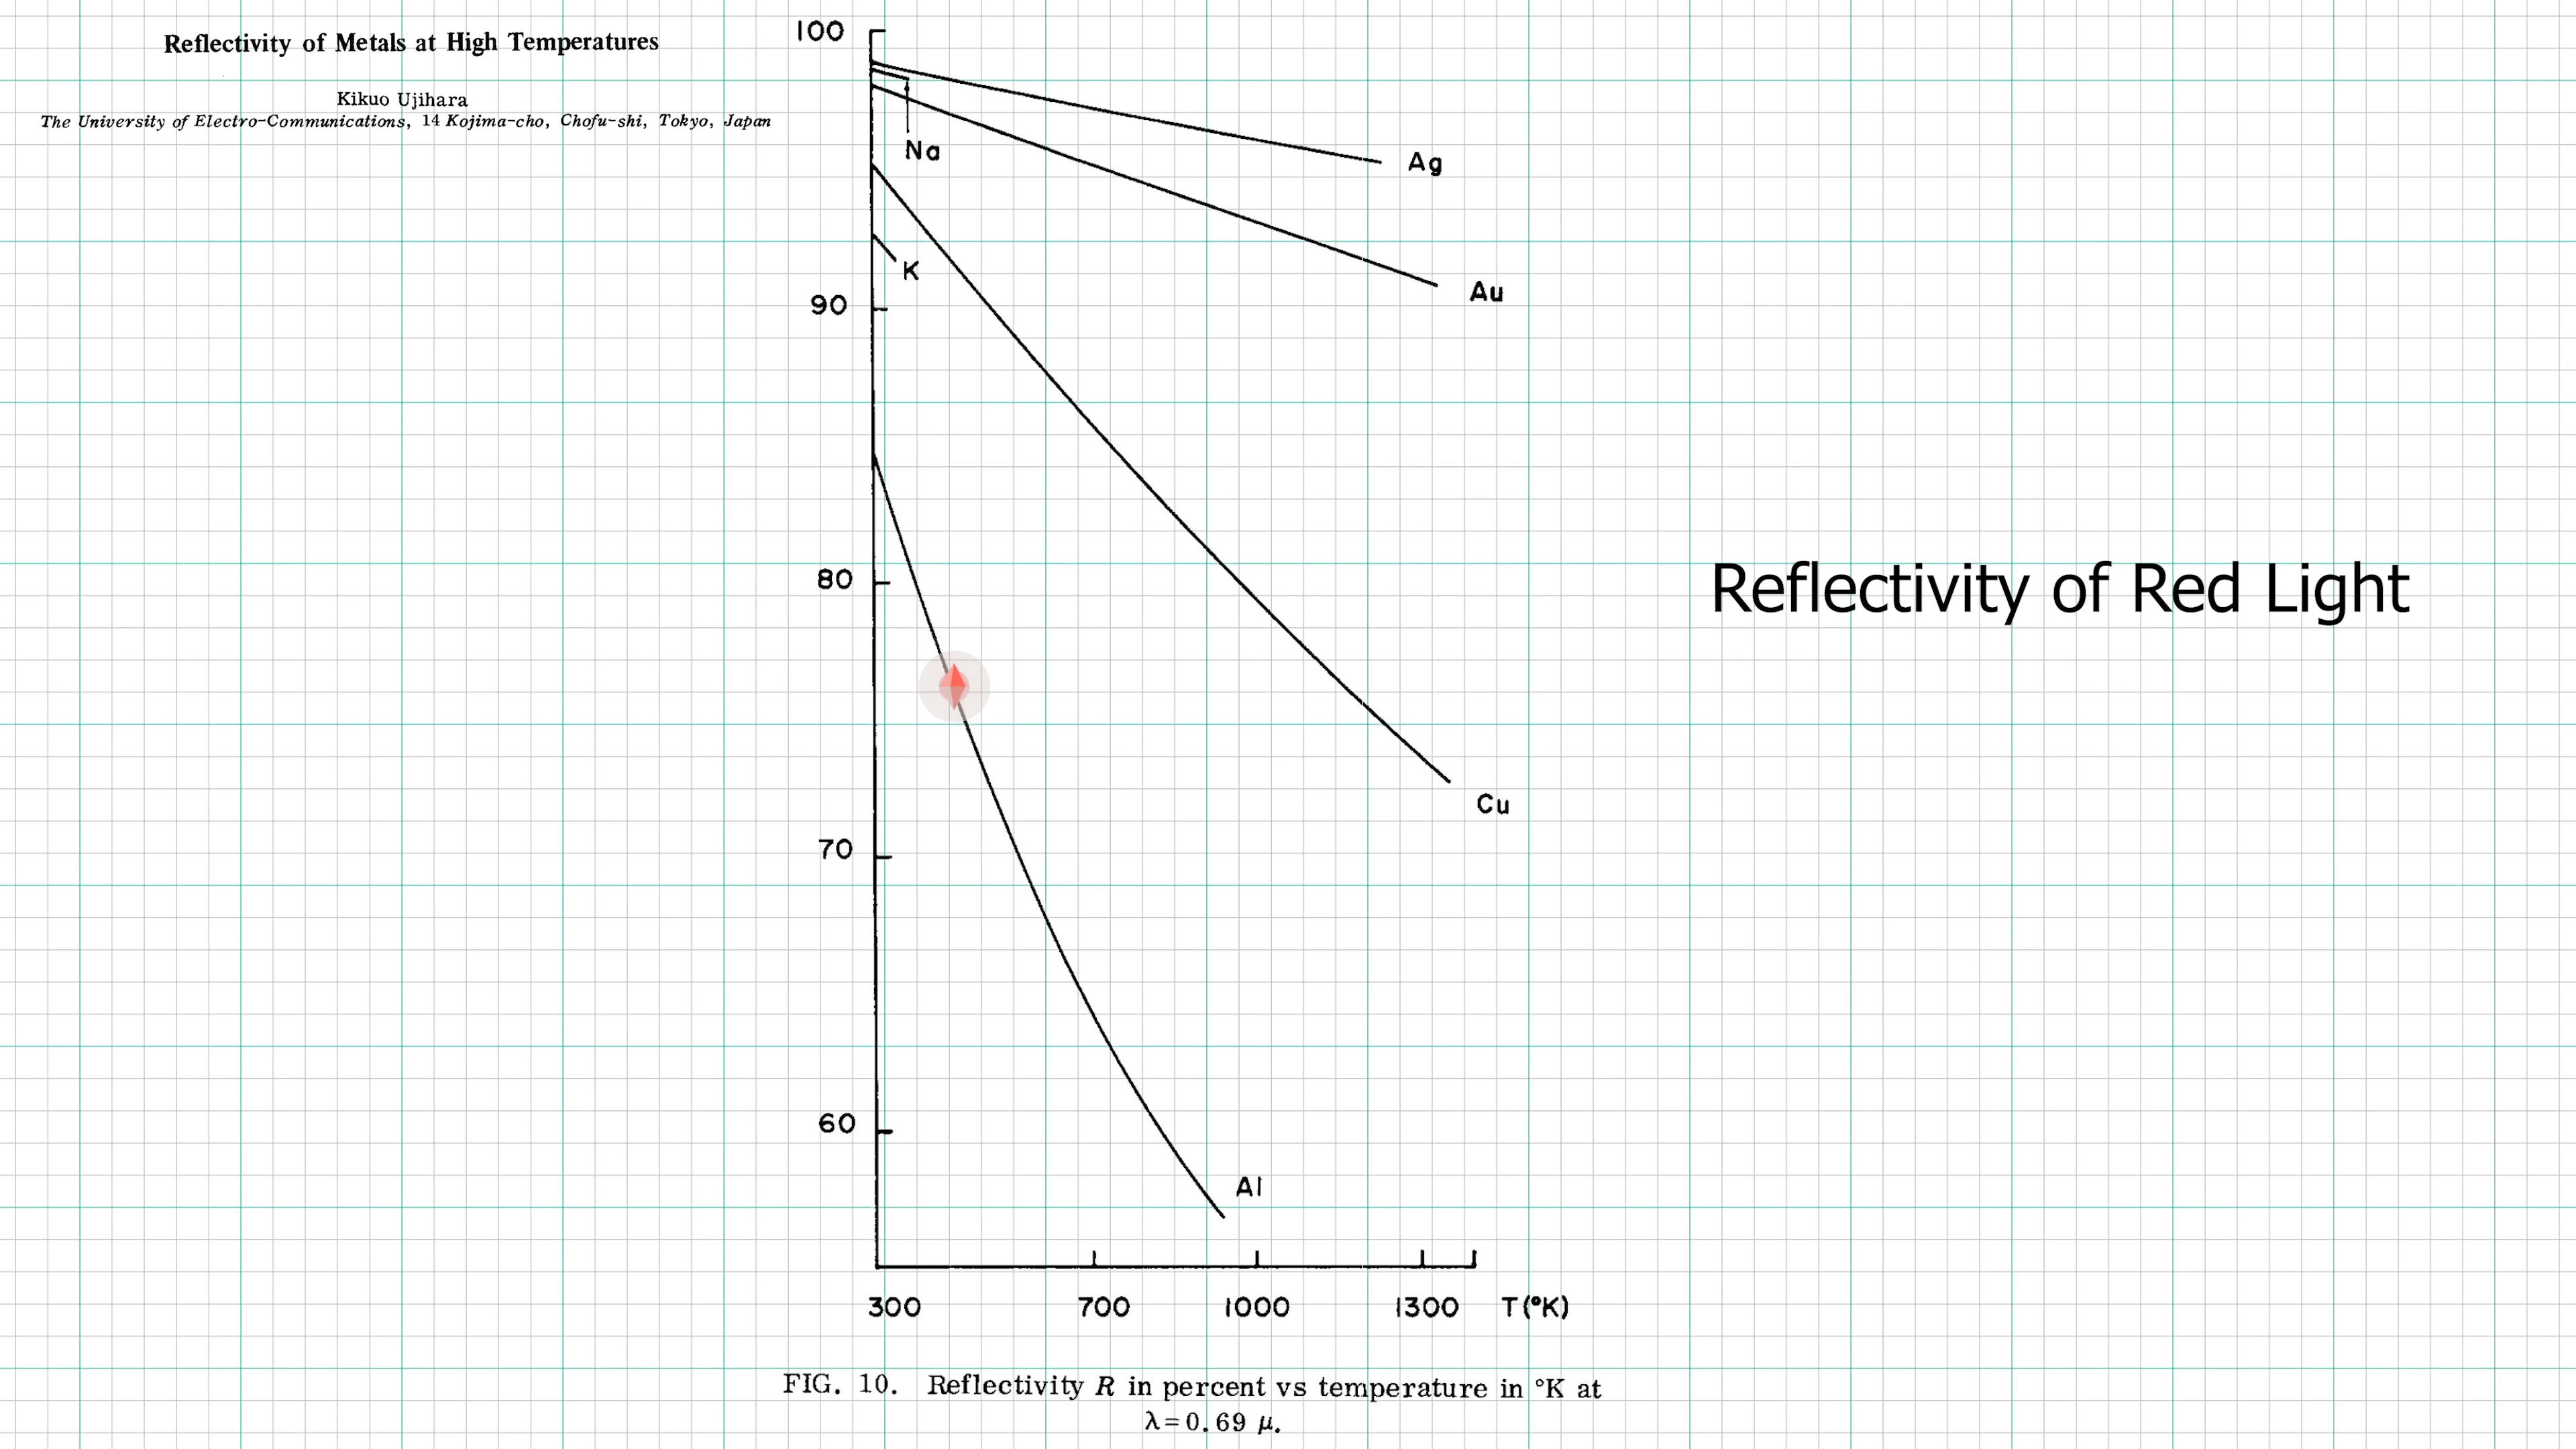 Reflectivity of Metals at High Temperatures
Kikuo Ujihara
The University of Electro-Communications, 14 Kojima-cho, Chofu-shi, Tokyo, Japan
100
90
80
70
60
Na
K
Ag
Au
Cu
Al
300 700 1000 1300 T(°K)
FIG. 10. Reflectivity R in percent vs temperature in °K at
λ=0.69 μ.
Reflectivity of Red Light